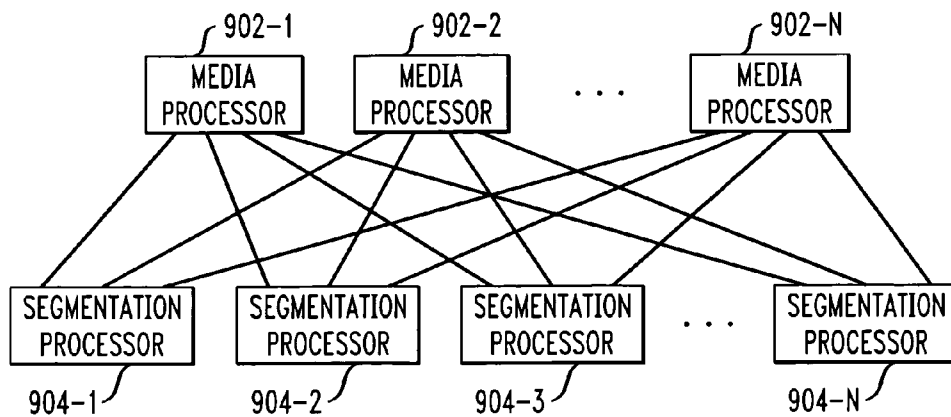 902-1
902-2
902-N
MEDIA
PROCESSOR
MEDIA
PROCESSOR
...
MEDIA
PROCESSOR
SEGMENTATION
PROCESSOR
SEGMENTATION
PROCESSOR
SEGMENTATION
PROCESSOR
...
SEGMENTATION
PROCESSOR
904-1
904-2
904-3
904-N